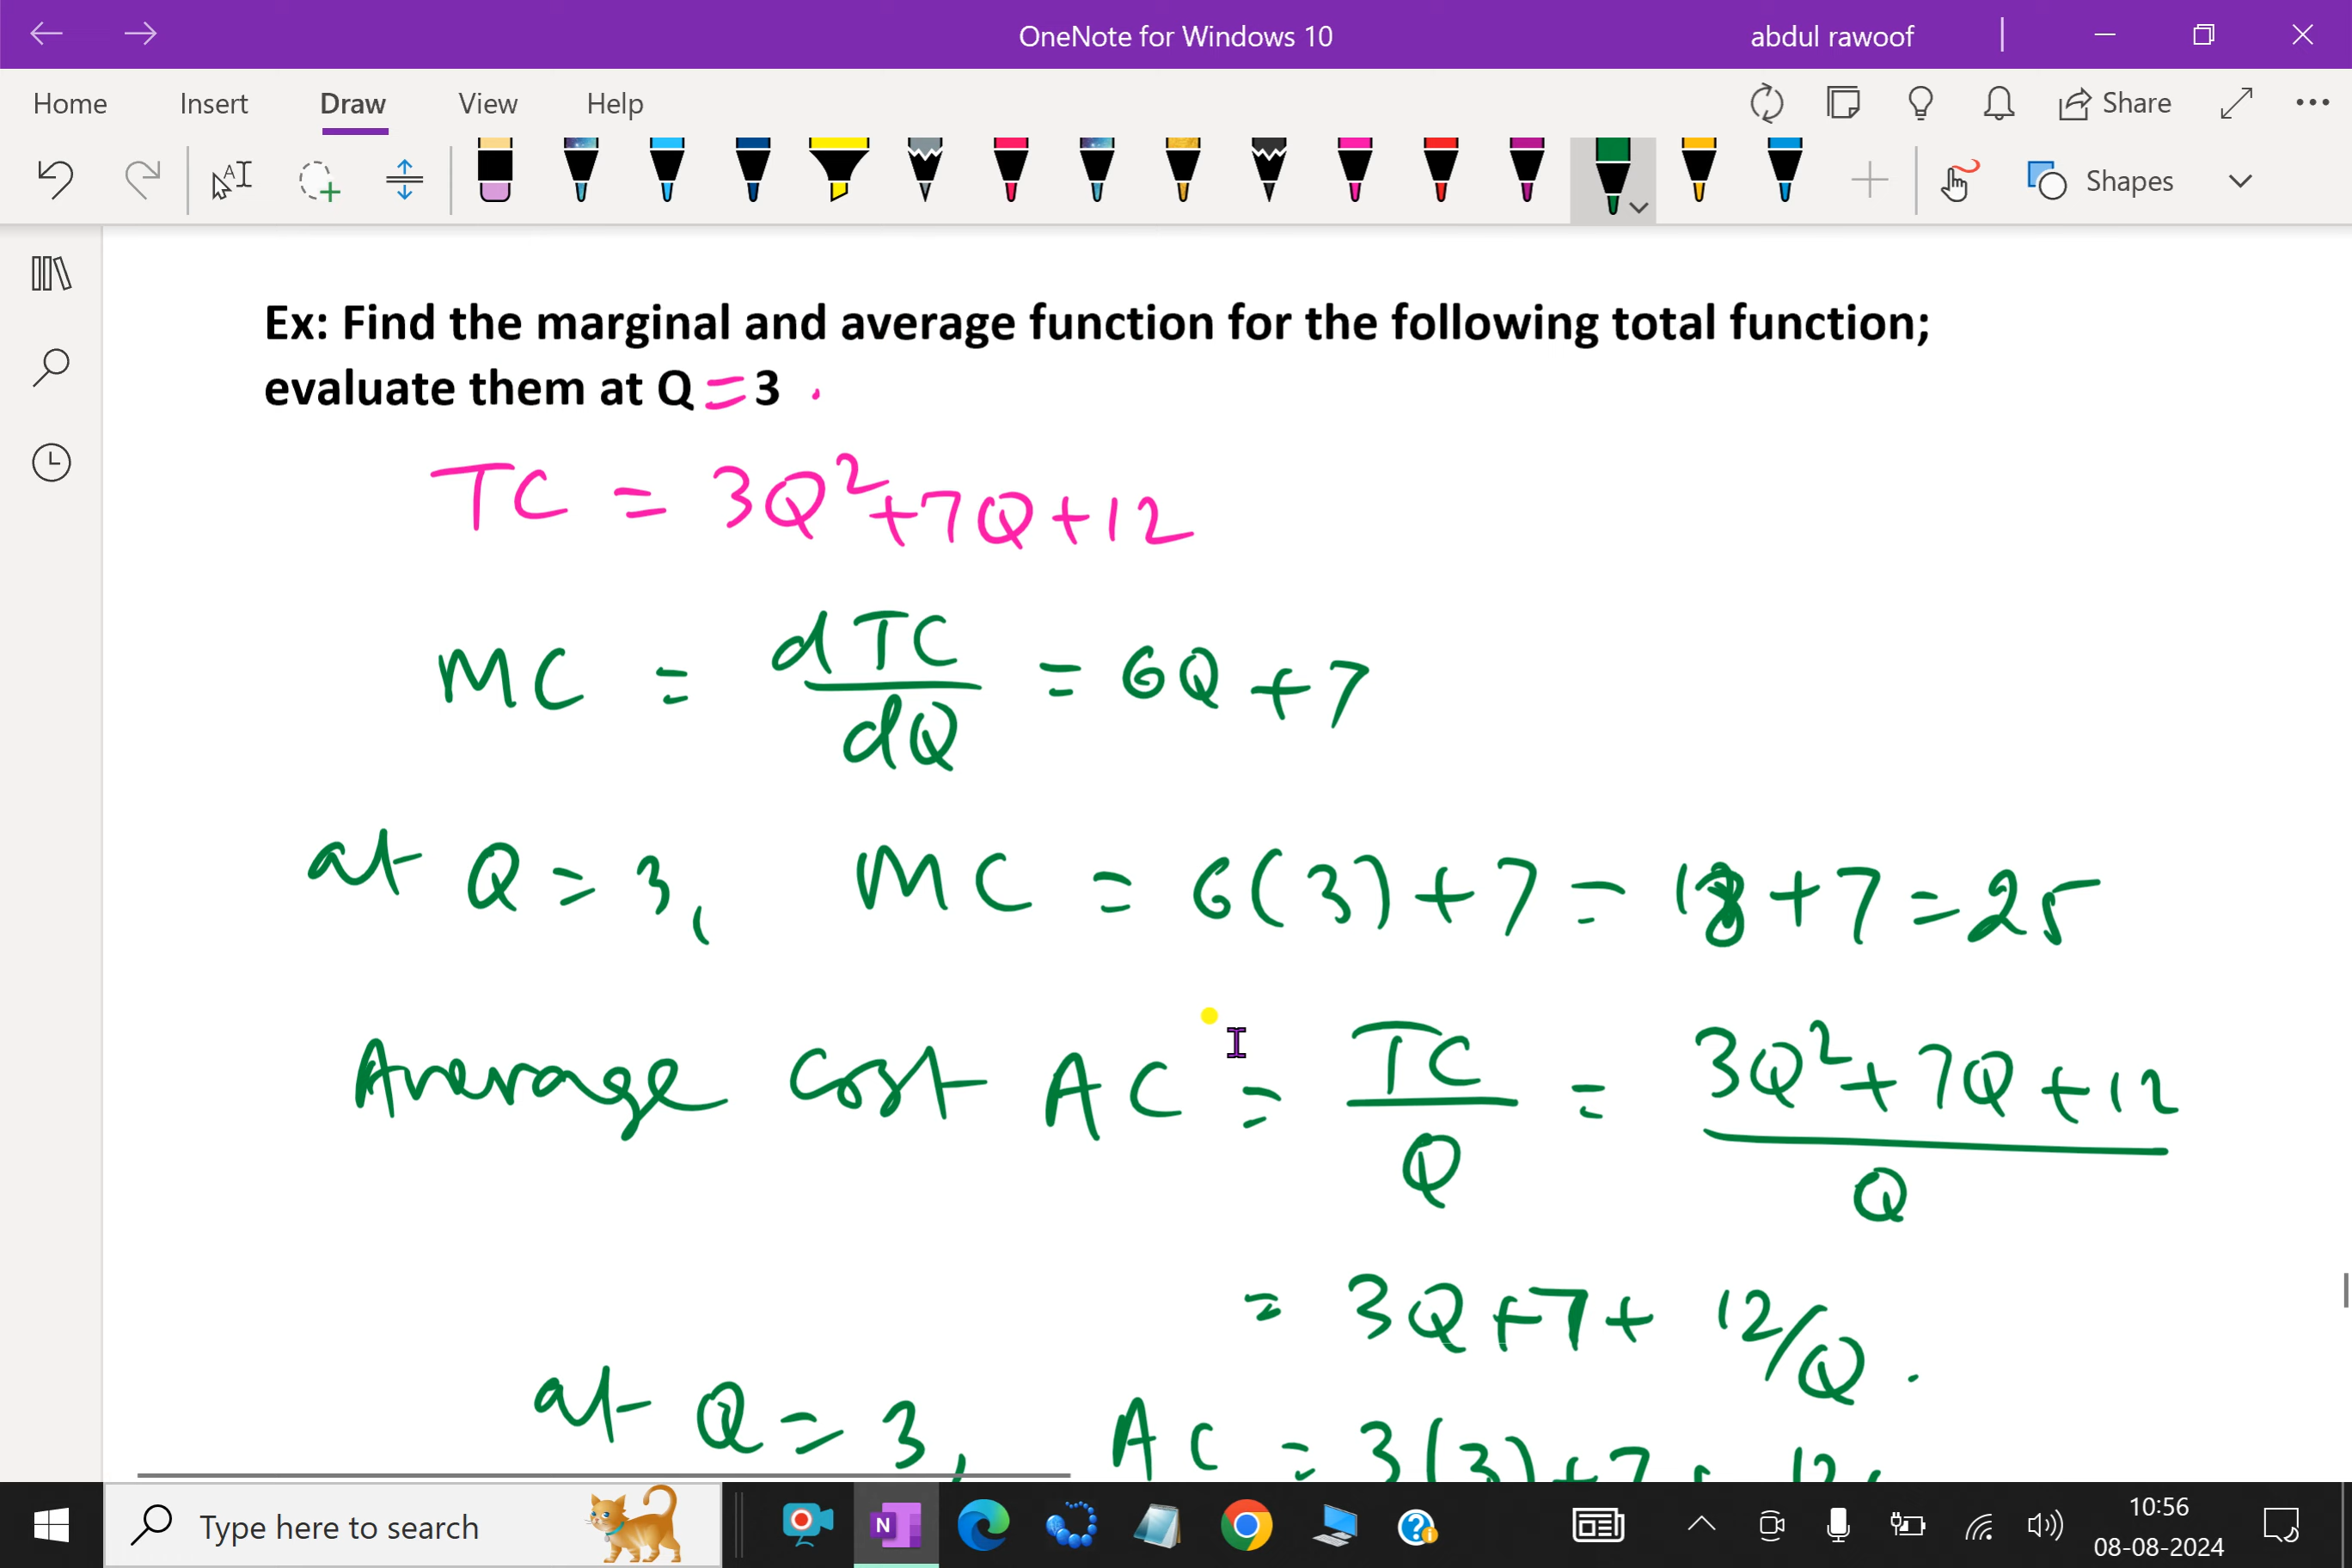 OneNote for Windows 10
abdul rawoof
Home Insert Draw View Help
Share
Shapes
Ex: Find the marginal and average function for the following total function;
evaluate them at Q = 3 .
TC = 3Q²+7Q+12
MC = dTC/dQ = 6Q+7
at Q = 3, MC = 6(3)+7 = 18+7 = 25
Average Cost AC = TC/Q = 3Q²+7Q+12/Q
= 3Q+7+ 12/Q .
at Q = 3, AC = 3(3)+7
Type here to search
10:56
08-08-2024